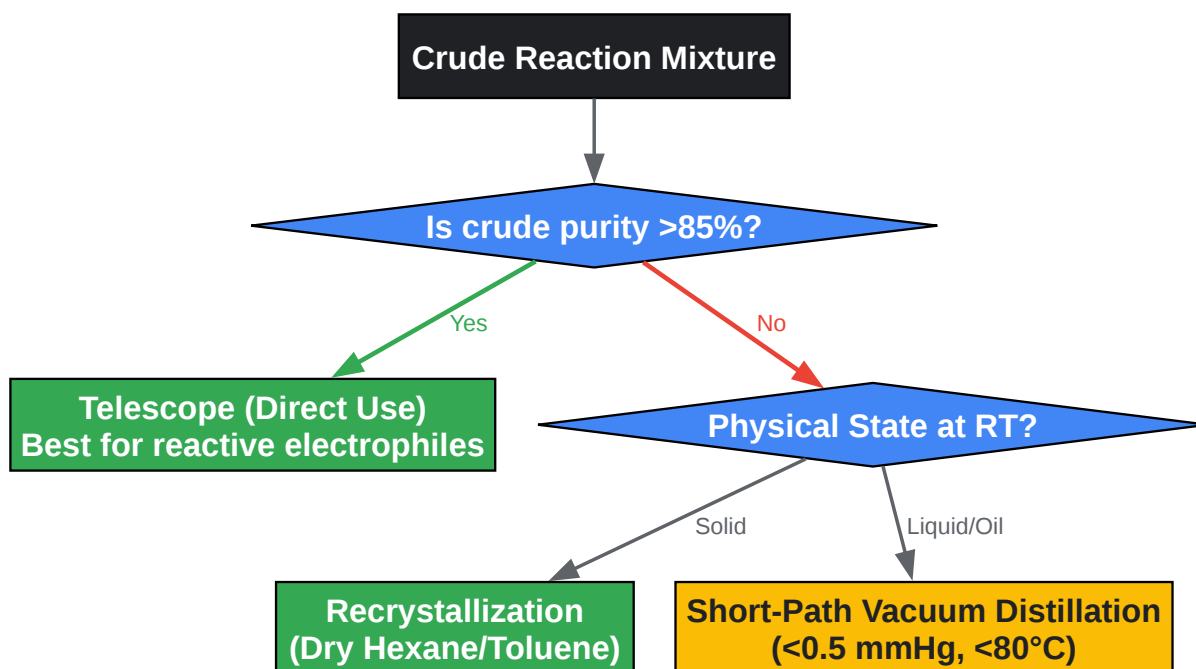 Crude Reaction Mixture
Is crude purity >85%?
Yes
No
Telescope (Direct Use)
Best for reactive electrophiles
Physical State at RT?
Solid
Liquid/Oil
Recrystallization
(Dry Hexane/Toluene)
Short-Path Vacuum Distillation
(<0.5 mmHg, <80°C)